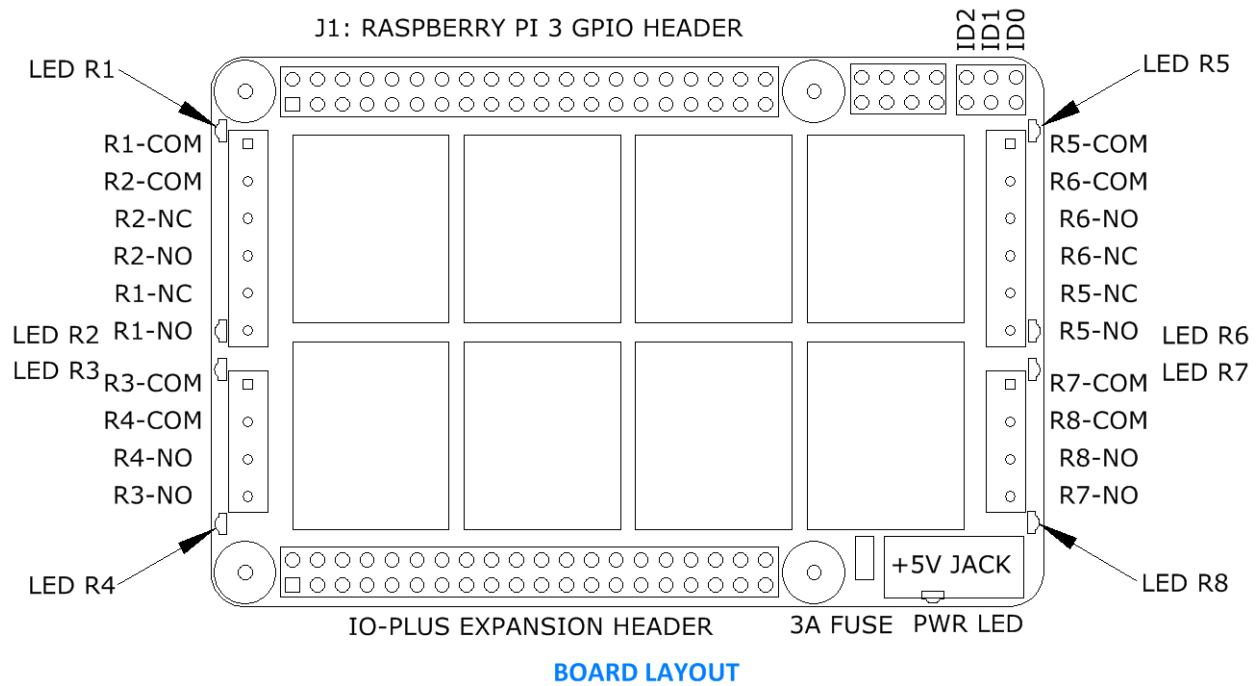 J1: RASPBERRY PI 3 GPIO HEADER
ID2
ID1
ID0
LED R1
LED R5
R1-COM
R2-COM
R2-NC
R2-NO
R1-NC
R1-NO
LED R2
LED R3
R3-COM
R4-COM
R4-NO
R3-NO
LED R4
R5-COM
R6-COM
R6-NO
R6-NC
R5-NC
R5-NO
LED R6
LED R7
R7-COM
R8-COM
R8-NO
R7-NO
LED R8
+5V JACK
IO-PLUS EXPANSION HEADER
3A FUSE
PWR LED
BOARD LAYOUT